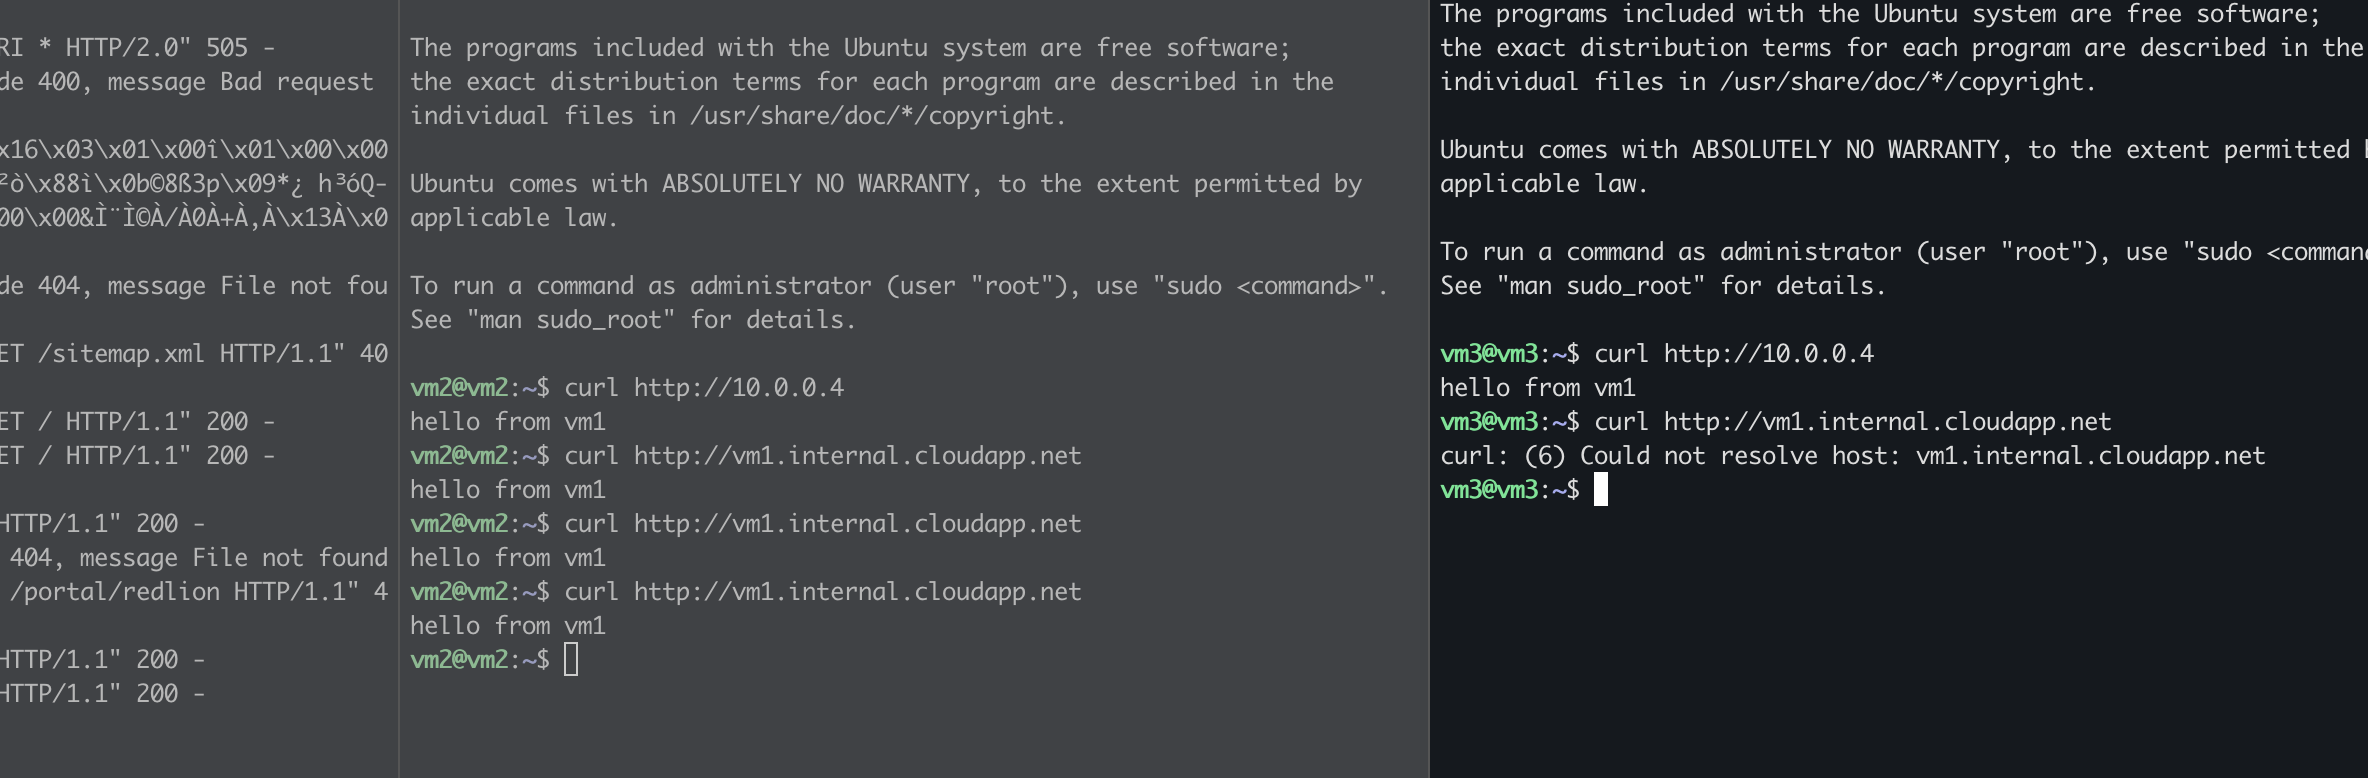 RI * HTTP/2.0" 505 -
de 400, message Bad request
x16\x03\x01\x00î\x01\x00\x00
²ò\x88ì\x0b©8ß3p\x09*¿ h³óQ-
00\x00&Ì¨Ì©À/À0À+À,À\x13À\x0
de 404, message File not fou
ET /sitemap.xml HTTP/1.1" 40
ET / HTTP/1.1" 200 -
ET / HTTP/1.1" 200 -
HTTP/1.1" 200 -
404, message File not found
/portal/redlion HTTP/1.1" 4
HTTP/1.1" 200 -
HTTP/1.1" 200 -
The programs included with the Ubuntu system are free software;
the exact distribution terms for each program are described in the
individual files in /usr/share/doc/*/copyright.
Ubuntu comes with ABSOLUTELY NO WARRANTY, to the extent permitted by
applicable law.
To run a command as administrator (user "root"), use "sudo <command>".
See "man sudo_root" for details.
vm2@vm2:~$ curl http://10.0.0.4
hello from vm1
vm2@vm2:~$ curl http://vm1.internal.cloudapp.net
hello from vm1
vm2@vm2:~$ curl http://vm1.internal.cloudapp.net
hello from vm1
vm2@vm2:~$ curl http://vm1.internal.cloudapp.net
hello from vm1
vm2@vm2:~$
The programs included with the Ubuntu system are free software;
the exact distribution terms for each program are described in the
individual files in /usr/share/doc/*/copyright.
Ubuntu comes with ABSOLUTELY NO WARRANTY, to the extent permitted
applicable law.
To run a command as administrator (user "root"), use "sudo <comman
See "man sudo_root" for details.
vm3@vm3:~$ curl http://10.0.0.4
hello from vm1
vm3@vm3:~$ curl http://vm1.internal.cloudapp.net
curl: (6) Could not resolve host: vm1.internal.cloudapp.net
vm3@vm3:~$